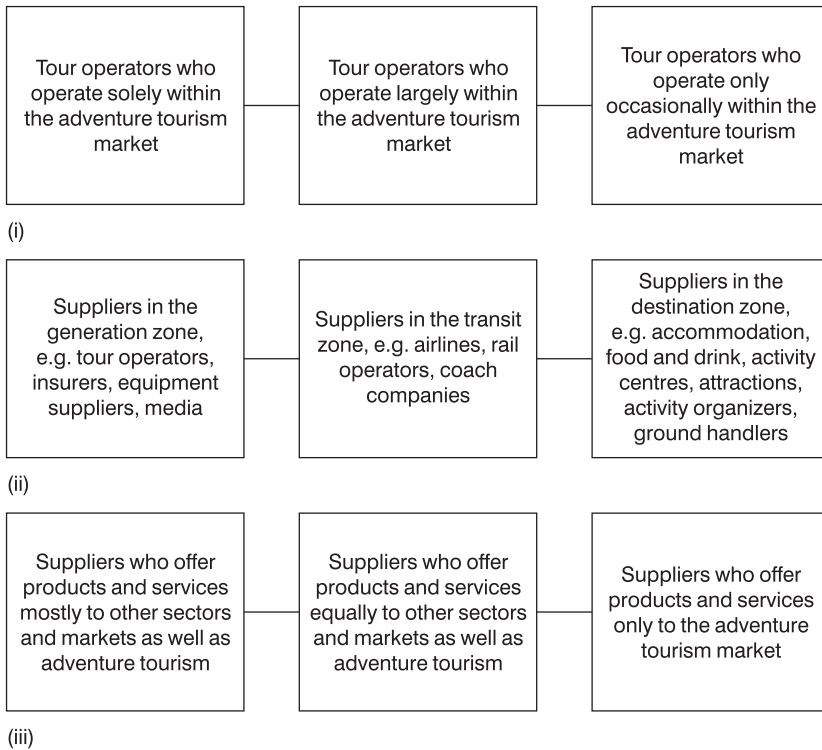 Tour operators who
operate solely within
the adventure tourism
market
Tour operators who
operate largely within
the adventure tourism
market
Tour operators who
operate only
occasionally within the
adventure tourism
market
(i)
Suppliers in the
generation zone,
e.g. tour operators,
insurers, equipment
suppliers, media
Suppliers in the transit
zone, e.g. airlines, rail
operators, coach
companies
Suppliers in the
destination zone,
e.g. accommodation,
food and drink, activity
centres, attractions,
activity organizers,
ground handlers
(ii)
Suppliers who offer
products and services
mostly to other sectors
and markets as well as
adventure tourism
Suppliers who offer
products and services
equally to other sectors
and markets as well as
adventure tourism
Suppliers who offer
products and services
only to the adventure
tourism market
(iii)